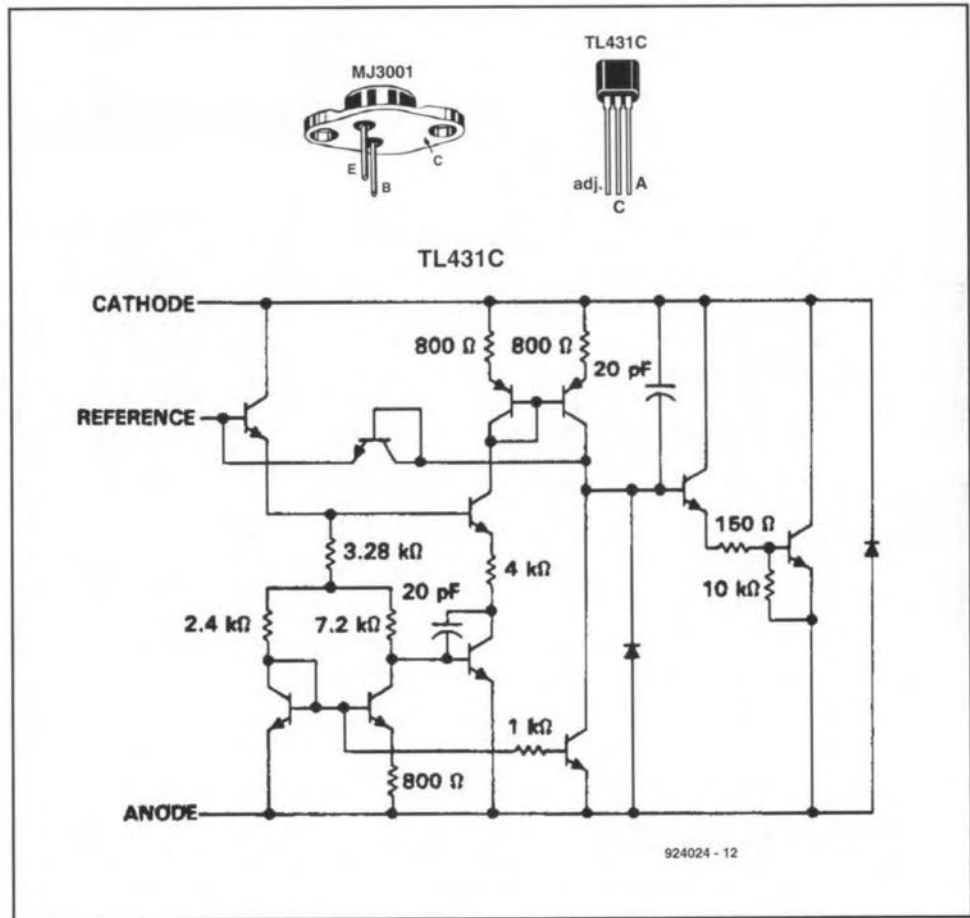 MJ3001
TL431C
E
B
C
adj.
C
A
TL431C
CATHODE
800 Ω
800 Ω
20 pF
REFERENCE
150 Ω
3.28 kΩ
4 kΩ
20 pF
10 kΩ
2.4 kΩ
7.2 kΩ
1 kΩ
800 Ω
ANODE
924024 - 12